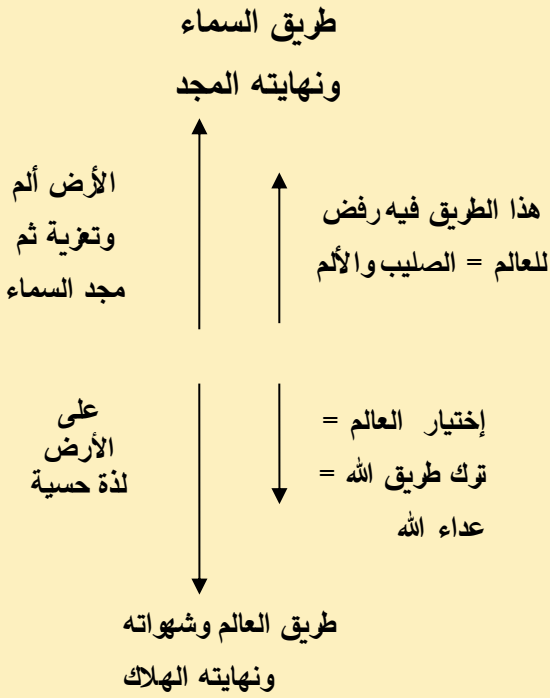 طريق السماء
ونهايته المجد
هذا الطريق فيه رفض
للعالم = الصليب والألم
الأرض ألم
وتعزية ثم
مجد السماء
إختيار العالم =
ترك طريق الله =
عداء الله
على
الأرض
لذة حسية
طريق العالم وشهواته
ونهايته الهلاك